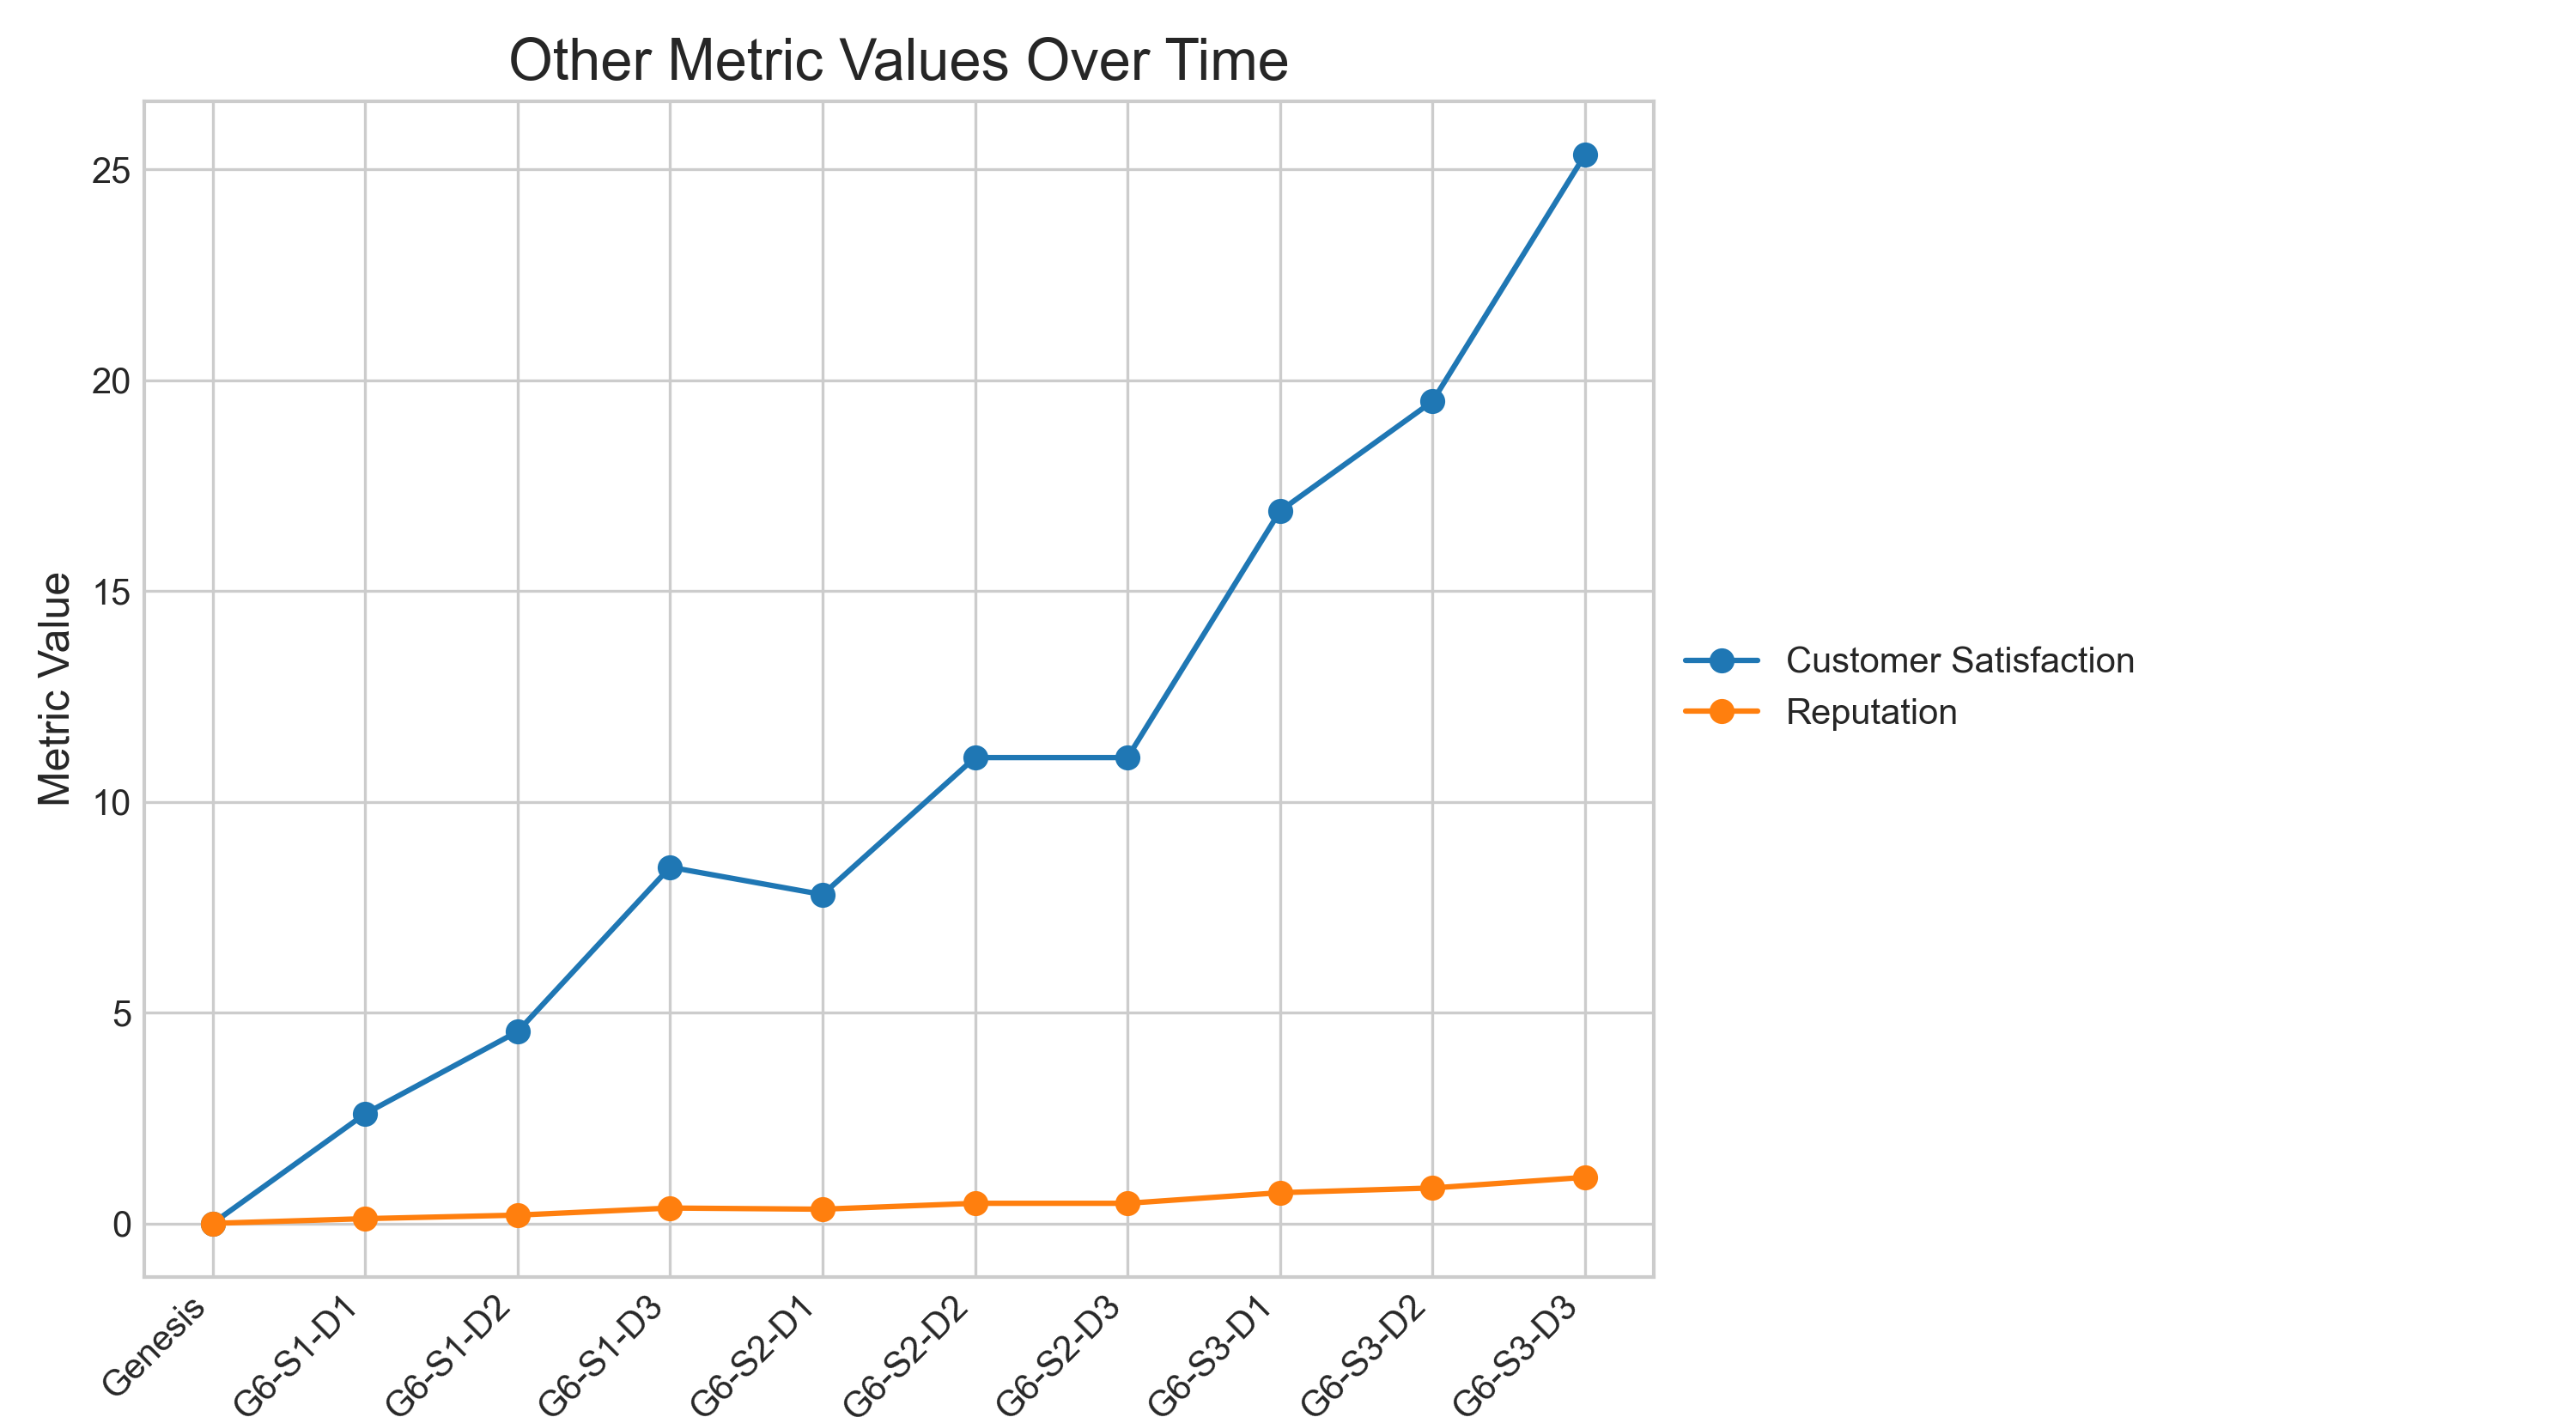 Other Metric Values Over Time
Metric Value
25
20
15
10
5
0
Genesis
G6-S1-D1
G6-S1-D2
G6-S1-D3
G6-S2-D1
G6-S2-D2
G6-S2-D3
G6-S3-D1
G6-S3-D2
G6-S3-D3
Customer Satisfaction
Reputation